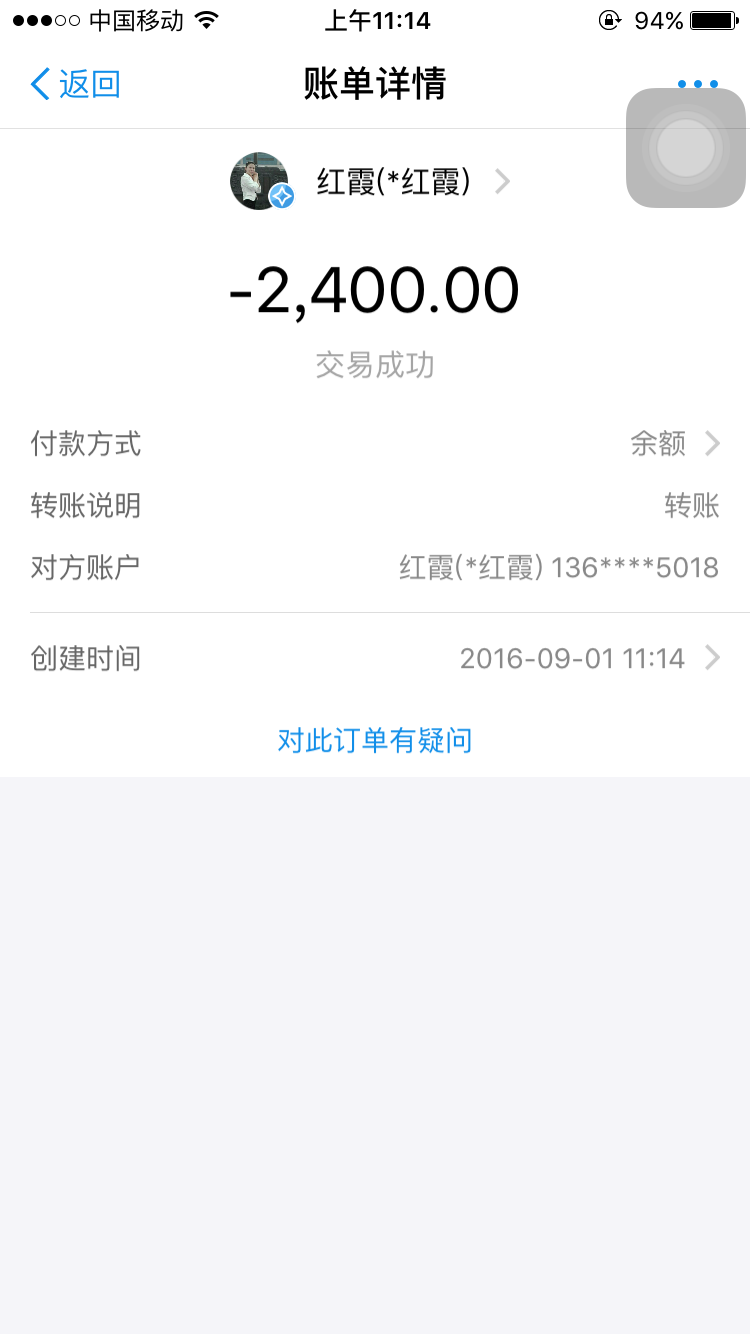 中国移动 上午11:14 94%
返回 账单详情
红霞(*红霞)
-2,400.00
交易成功
付款方式 余额
转账说明 转账
对方账户 红霞(*红霞) 136****5018
创建时间 2016-09-01 11:14
对此订单有疑问